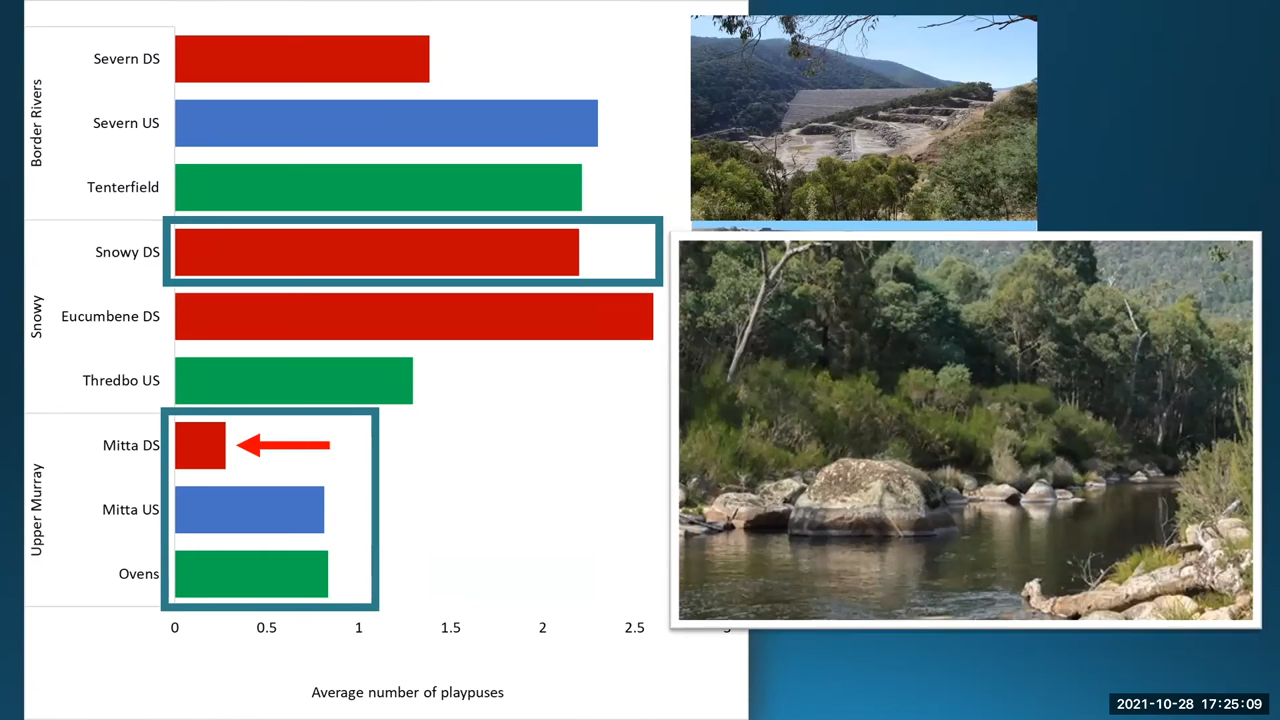 Border Rivers
Severn DS
Severn US
Tenterfield
Snowy
Snowy DS
Eucumbene DS
Thredbo US
Upper Murray
Mitta DS
Mitta US
Ovens
0 0.5 1 1.5 2 2.5
Average number of playpuses
2021-10-28 17:25:09